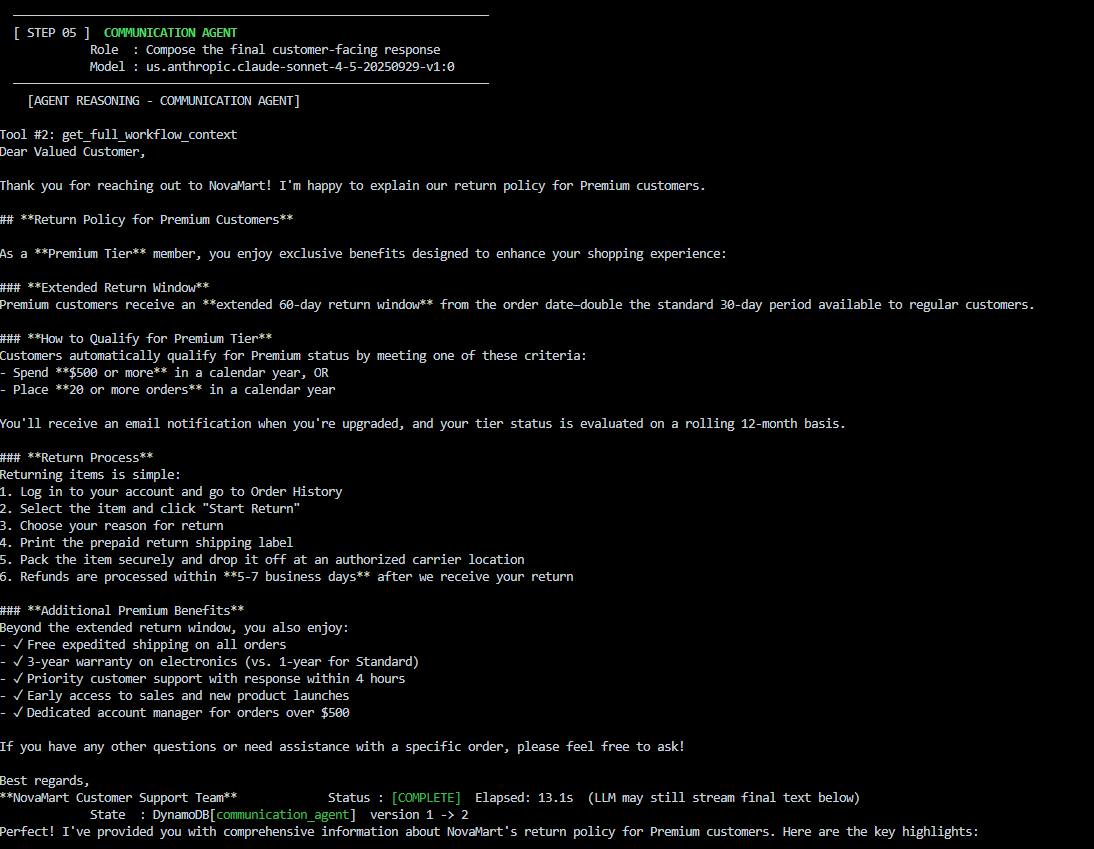 [ STEP 05 ]  COMMUNICATION AGENT
Role  : Compose the final customer-facing response
Model : us.anthropic.claude-sonnet-4-5-20250929-v1:0
[AGENT REASONING - COMMUNICATION AGENT]
Tool #2: get_full_workflow_context
Dear Valued Customer,
Thank you for reaching out to NovaMart! I'm happy to explain our return policy for Premium customers.
## **Return Policy for Premium Customers**
As a **Premium Tier** member, you enjoy exclusive benefits designed to enhance your shopping experience:
### **Extended Return Window**
Premium customers receive an **extended 60-day return window** from the order date—double the standard 30-day period available to regular customers.
### **How to Qualify for Premium Tier**
Customers automatically qualify for Premium status by meeting one of these criteria:
- Spend **$500 or more** in a calendar year, OR
- Place **20 or more orders** in a calendar year
You'll receive an email notification when you're upgraded, and your tier status is evaluated on a rolling 12-month basis.
### **Return Process**
Returning items is simple:
1. Log in to your account and go to Order History
2. Select the item and click "Start Return"
3. Choose your reason for return
4. Print the prepaid return shipping label
5. Pack the item securely and drop it off at an authorized carrier location
6. Refunds are processed within **5-7 business days** after we receive your return
### **Additional Premium Benefits**
Beyond the extended return window, you also enjoy:
- ✓ Free expedited shipping on all orders
- ✓ 3-year warranty on electronics (vs. 1-year for Standard)
- ✓ Priority customer support with response within 4 hours
- ✓ Early access to sales and new product launches
- ✓ Dedicated account manager for orders over $500
If you have any other questions or need assistance with a specific order, please feel free to ask!
Best regards,
**NovaMart Customer Support Team**             Status : [COMPLETE]  Elapsed: 13.1s  (LLM may still stream final text below)
State  : DynamoDB[communication_agent]  version 1 -> 2
Perfect! I've provided you with comprehensive information about NovaMart's return policy for Premium customers. Here are the key highlights: